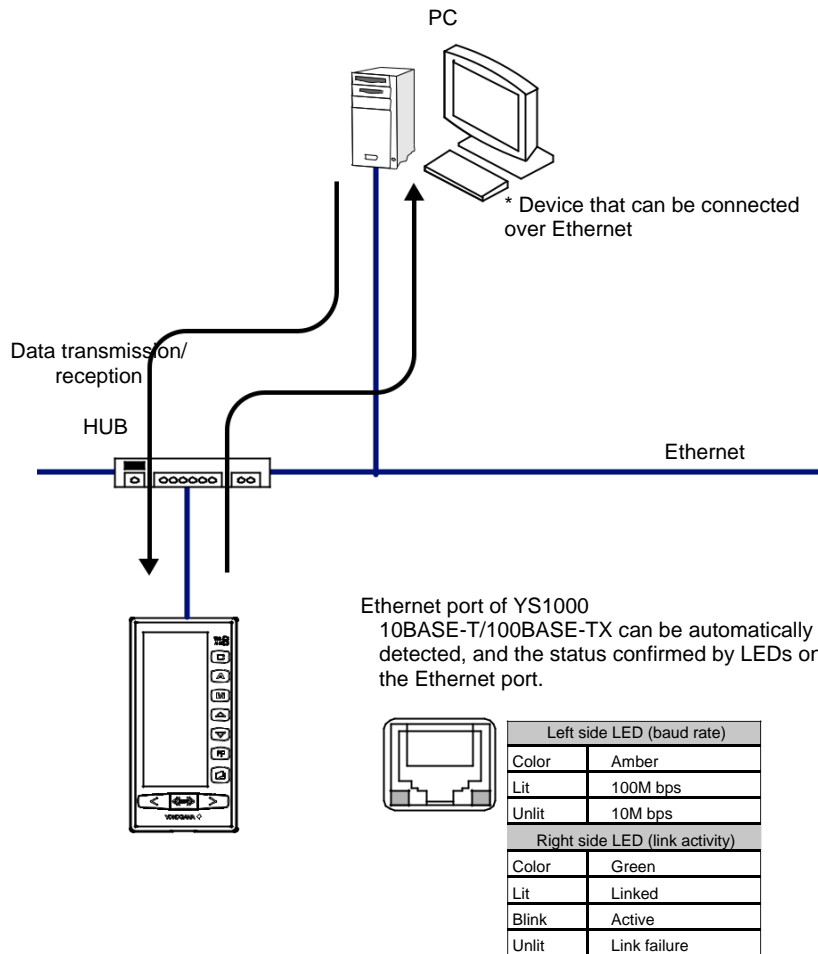 PC
* Device that can be connected
over Ethernet
Data transmission/
reception
HUB
Ethernet
Ethernet port of YS1000
10BASE-T/100BASE-TX can be automatically
detected, and the status confirmed by LEDs on
the Ethernet port.
Left side LED (baud rate)
Color Amber
Lit 100M bps
Unlit 10M bps
Right side LED (link activity)
Color Green
Lit Linked
Blink Active
Unlit Link failure
A
M
PF
YOKOGAWA